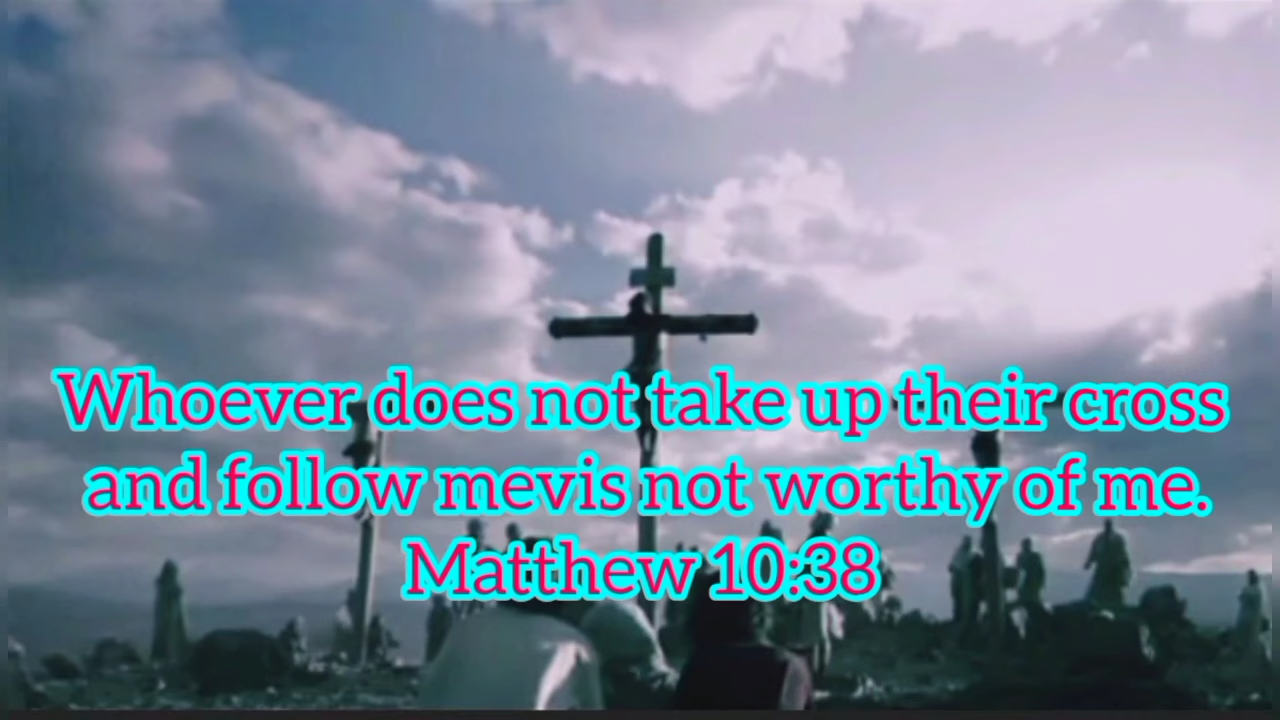 Whoever does not take up their cross
and follow mevis not worthy of me.
Matthew 10:38